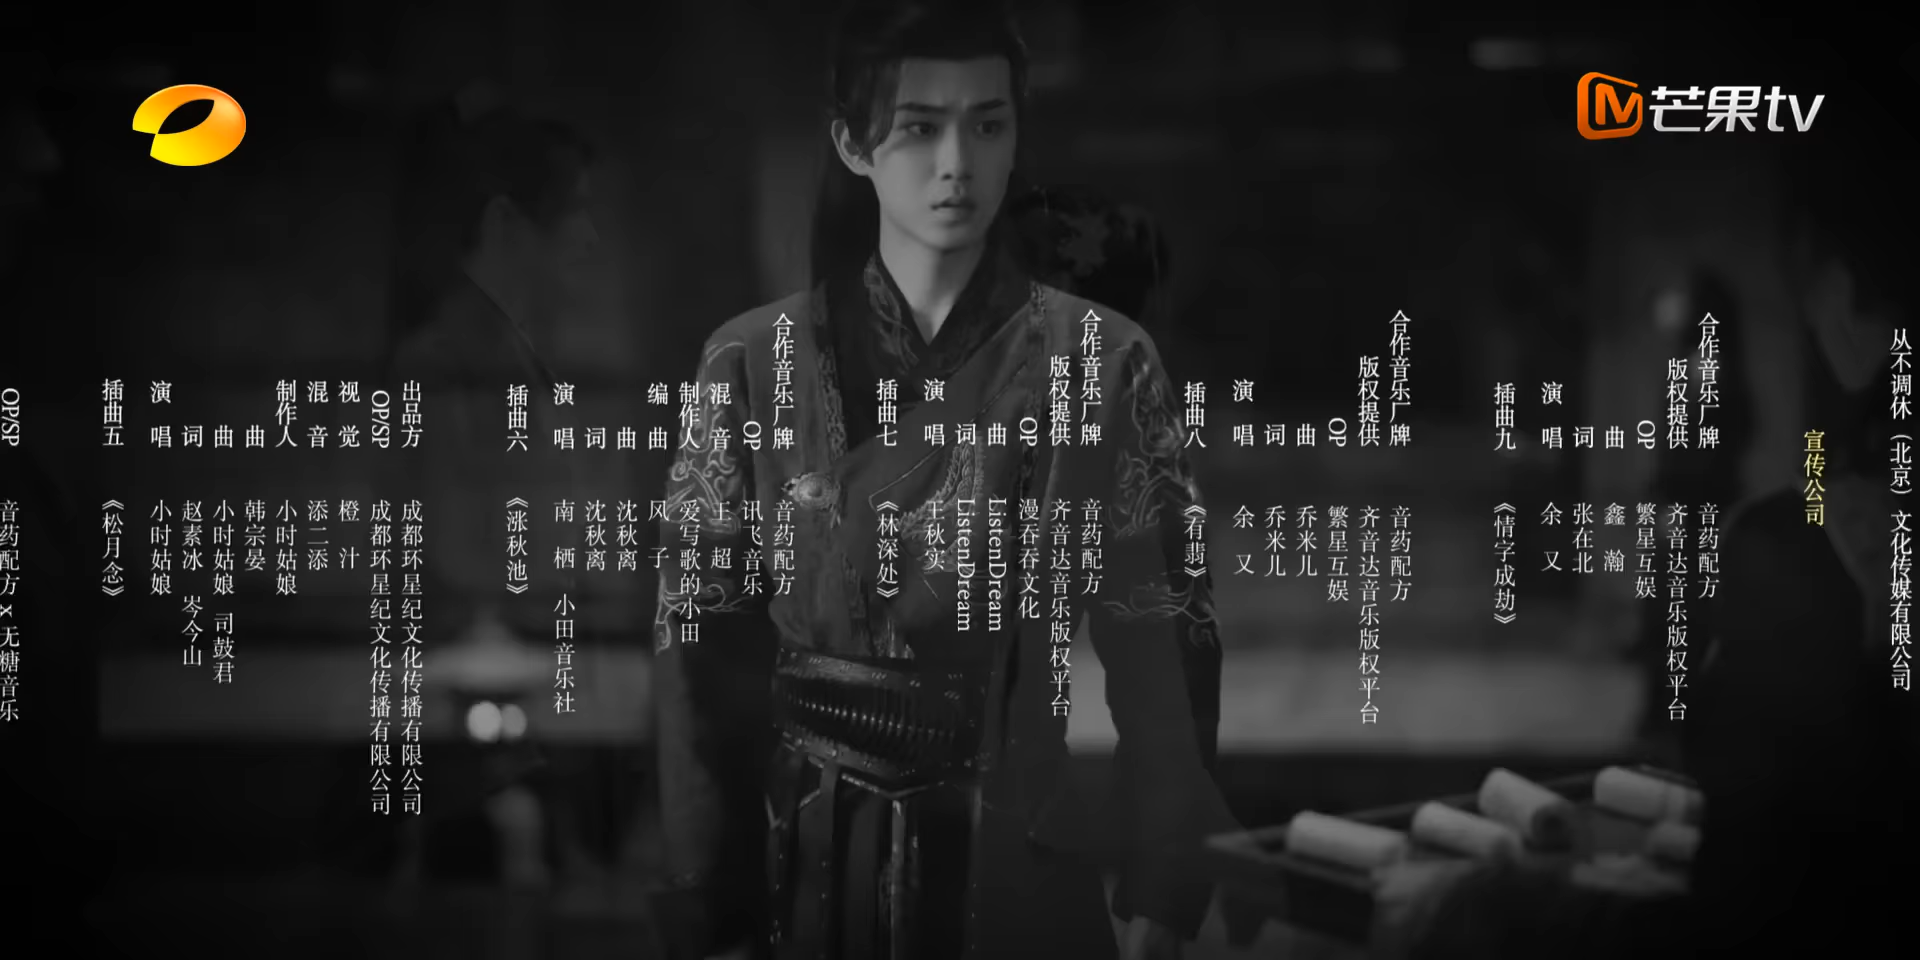 芒果tv
OP/SP 音药配方 x 无糖音乐
插曲五 《松月念》
演唱 小时姑娘
词 赵素冰 岑今山
曲 小时姑娘 司鼓君
曲 韩宗晏
制作人 小时姑娘
混音 添二添
视觉 橙汁
OP/SP 成都环星纪文化传播有限公司
出品方 成都环星纪文化传播有限公司
插曲六 《涨秋池》
演唱 南栖 小田音乐社
词 沈秋离
曲 沈秋离
编曲 风子
制作人 爱写歌的小田
混音 王超
OP 讯飞音乐
合作音乐厂牌 音药配方
插曲七 《林深处》
演唱 王秋实
词 ListenDream
曲 ListenDream
OP 漫吞吞文化
版权提供 齐音达音乐版权平台
合作音乐厂牌 音药配方
插曲八 《有翡》
演唱 余又
词 乔米儿
曲 乔米儿
OP 繁星互娱
版权提供 齐音达音乐版权平台
合作音乐厂牌 音药配方
插曲九 《情字成劫》
演唱 余又
词 张在北
曲 鑫瀚
OP 繁星互娱
版权提供 齐音达音乐版权平台
合作音乐厂牌 音药配方
宣传公司
从不调休（北京）文化传媒有限公司